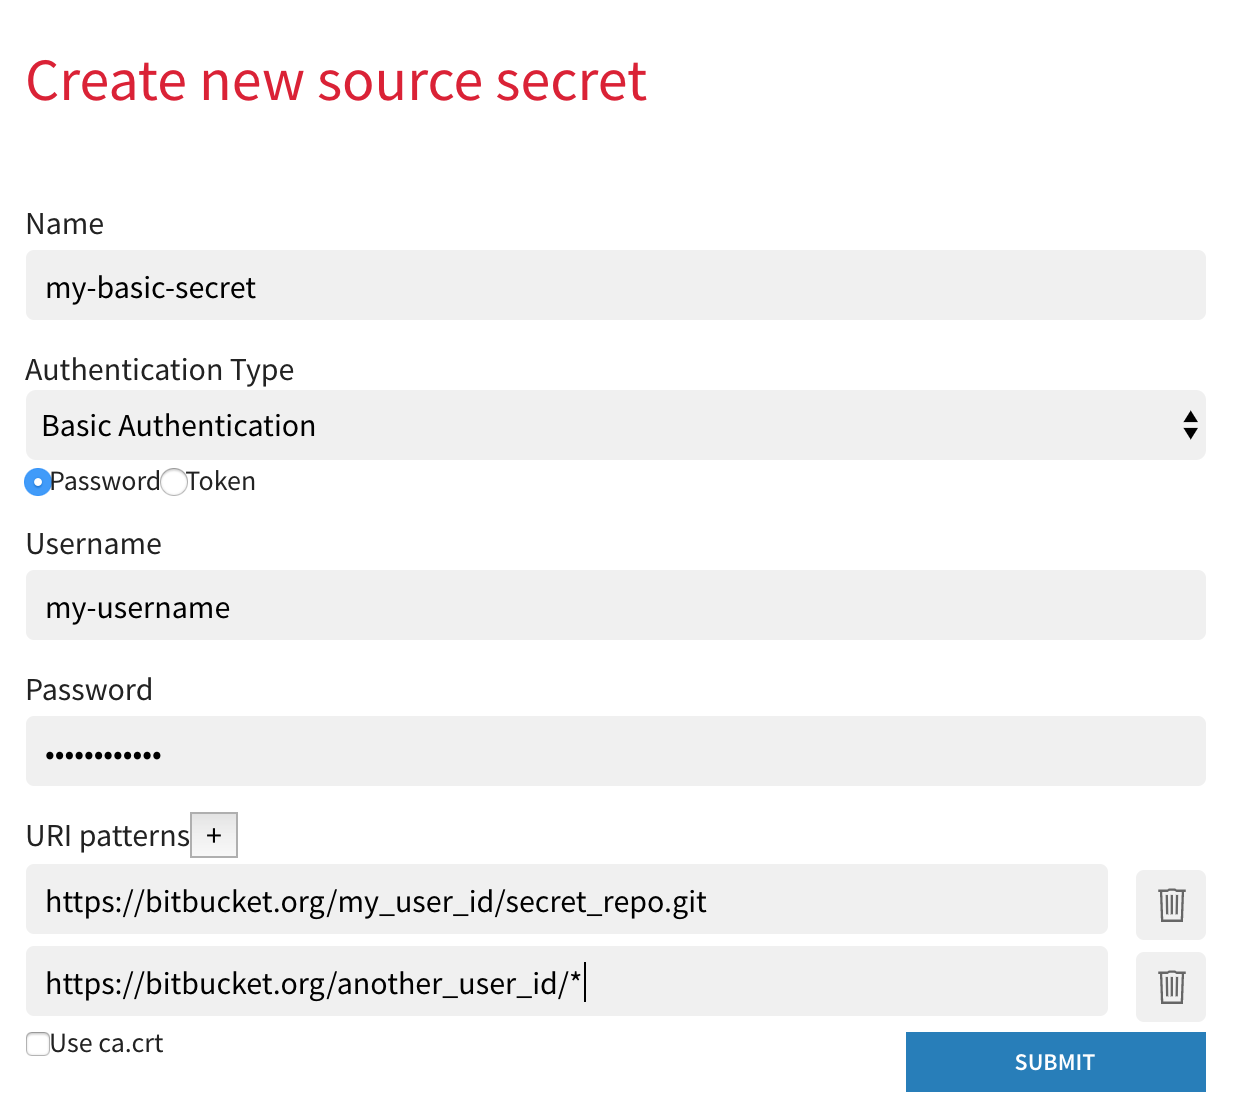 Create new source secret
Name
my-basic-secret
Authentication Type
Basic Authentication
Password Token
Username
my-username
Password
••••••••••••
URI patterns +
https://bitbucket.org/my_user_id/secret_repo.git
https://bitbucket.org/another_user_id/*
Use ca.crt
SUBMIT